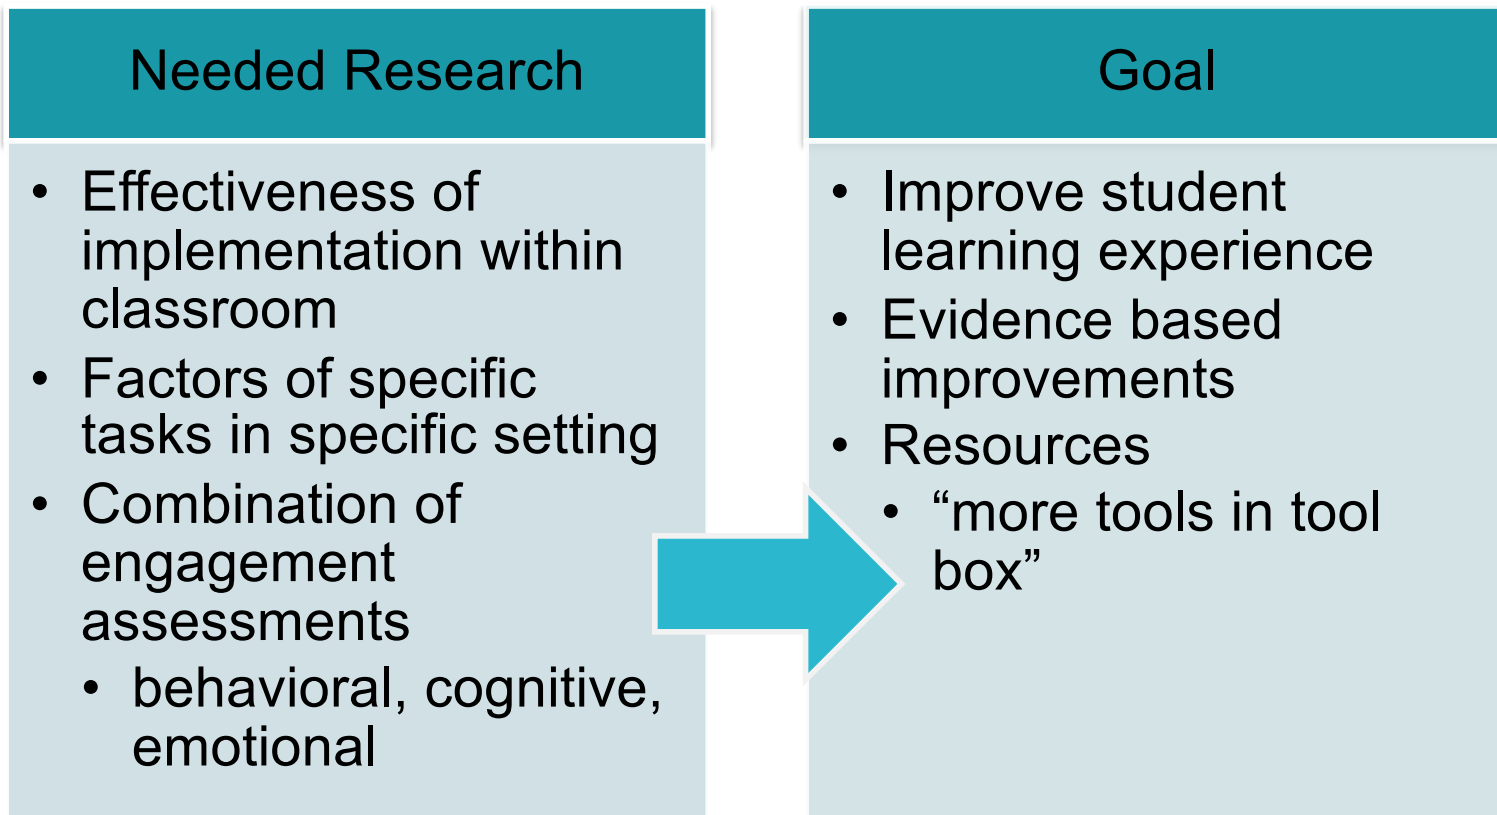 Needed Research
• Effectiveness of
implementation within
classroom
• Factors of specific
tasks in specific setting
• Combination of
engagement
assessments
• behavioral, cognitive,
emotional
Goal
• Improve student
learning experience
• Evidence based
improvements
• Resources
• “more tools in tool
box”